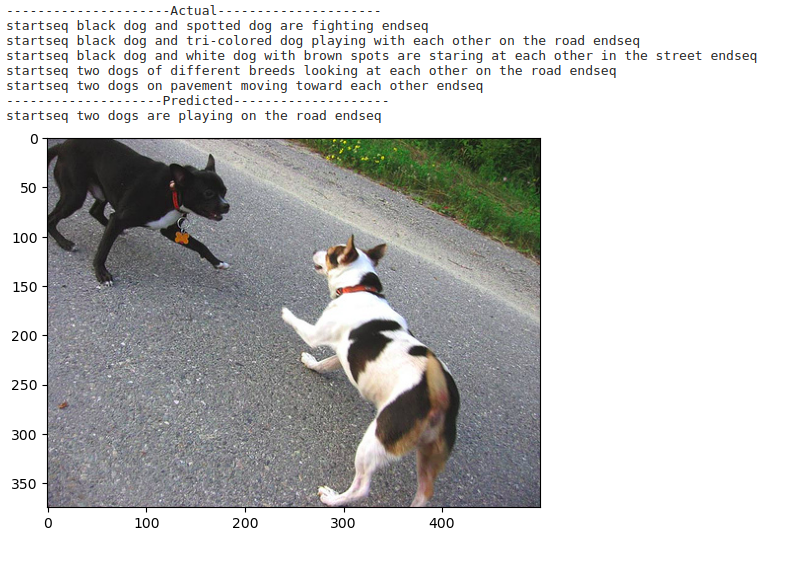 ---------------------Actual---------------------
startseq black dog and spotted dog are fighting endseq
startseq black dog and tri-colored dog playing with each other on the road endseq
startseq black dog and white dog with brown spots are staring at each other in the street endseq
startseq two dogs of different breeds looking at each other on the road endseq
startseq two dogs on pavement moving toward each other endseq
--------------------Predicted--------------------
startseq two dogs are playing on the road endseq
0
50
100
150
200
250
300
350
0 100 200 300 400